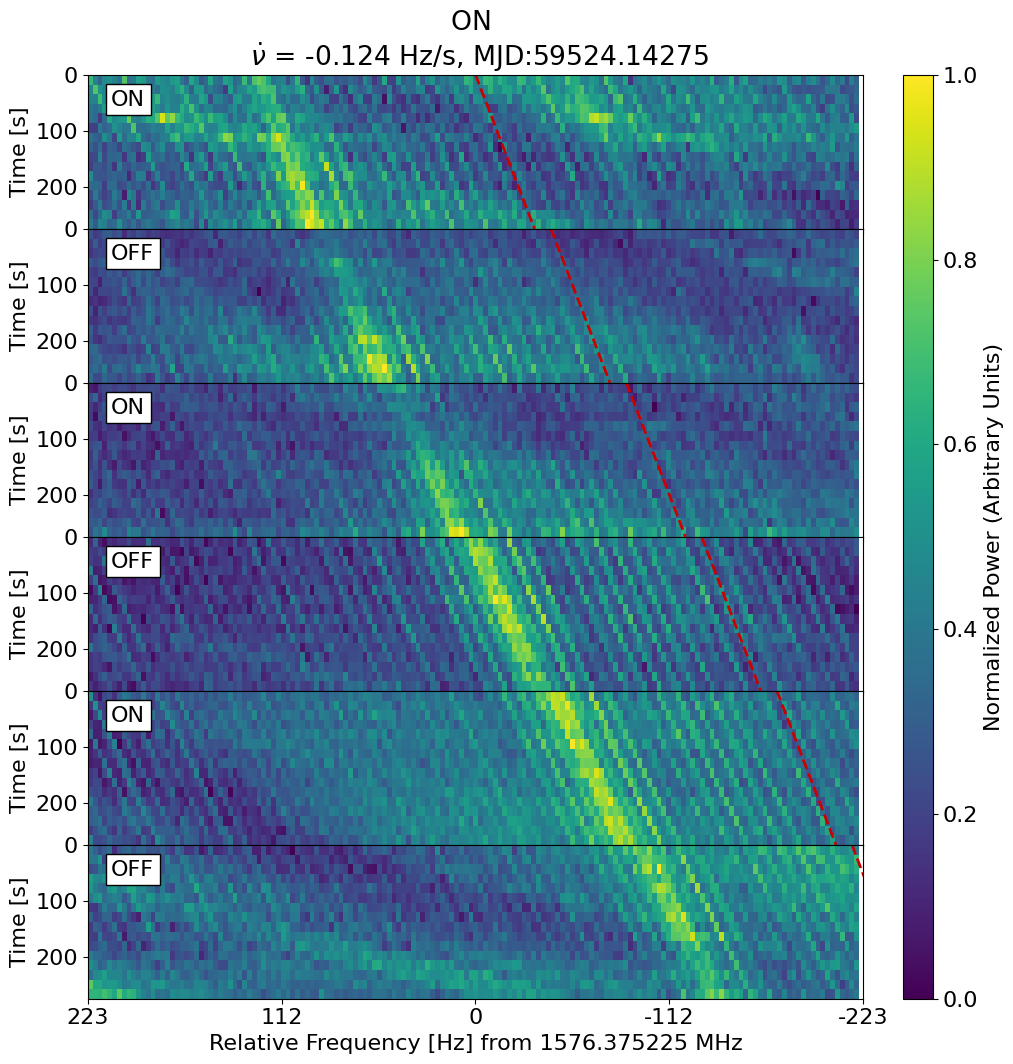 ON
ν̇ = -0.124 Hz/s, MJD:59524.14275
0
100
200
Time [s]
ON
0
100
200
Time [s]
OFF
0
100
200
Time [s]
ON
0
100
200
Time [s]
OFF
0
100
200
Time [s]
ON
0
100
200
Time [s]
OFF
223 112 0 -112 -223
Relative Frequency [Hz] from 1576.375225 MHz
1.0
0.8
0.6
0.4
0.2
0.0
Normalized Power (Arbitrary Units)